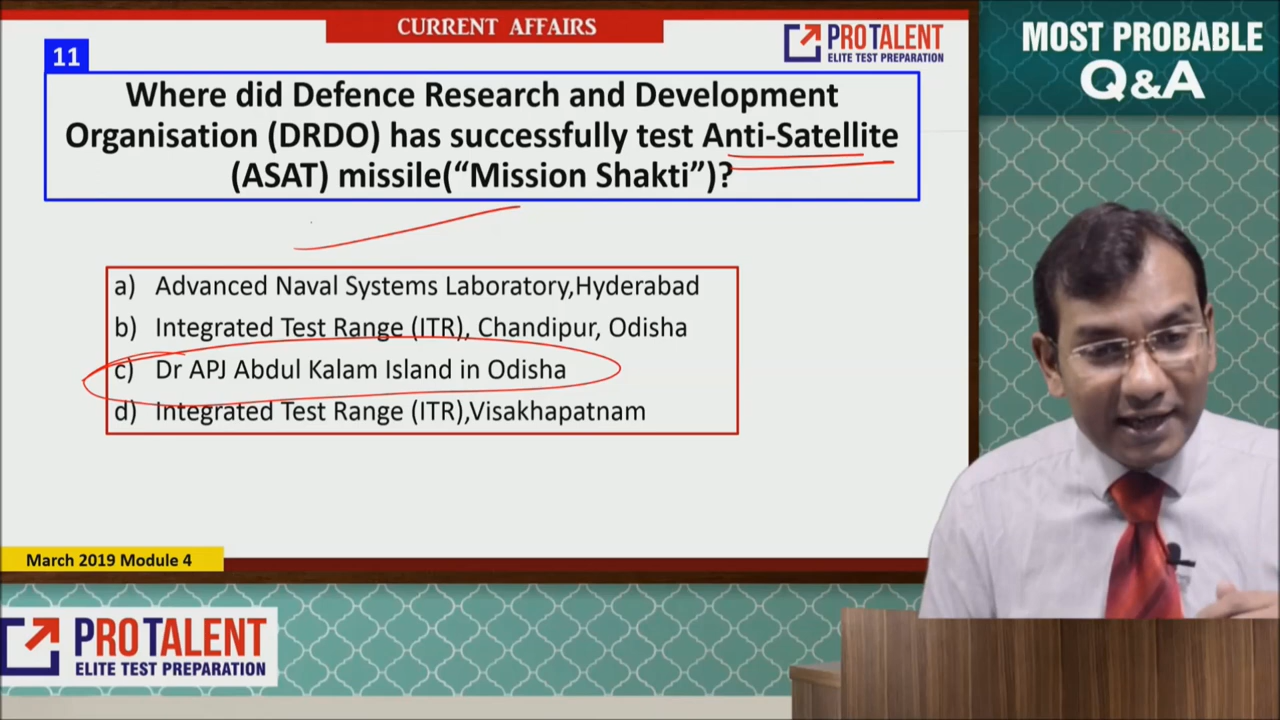 CURRENT AFFAIRS
PROTALENT
ELITE TEST PREPARATION
MOST PROBABLE
Q&A
11
Where did Defence Research and Development
Organisation (DRDO) has successfully test Anti-Satellite
(ASAT) missile(“Mission Shakti”)?
a) Advanced Naval Systems Laboratory,Hyderabad
b) Integrated Test Range (ITR), Chandipur, Odisha
c) Dr APJ Abdul Kalam Island in Odisha
d) Integrated Test Range (ITR),Visakhapatnam
March 2019 Module 4
PROTALENT
ELITE TEST PREPARATION